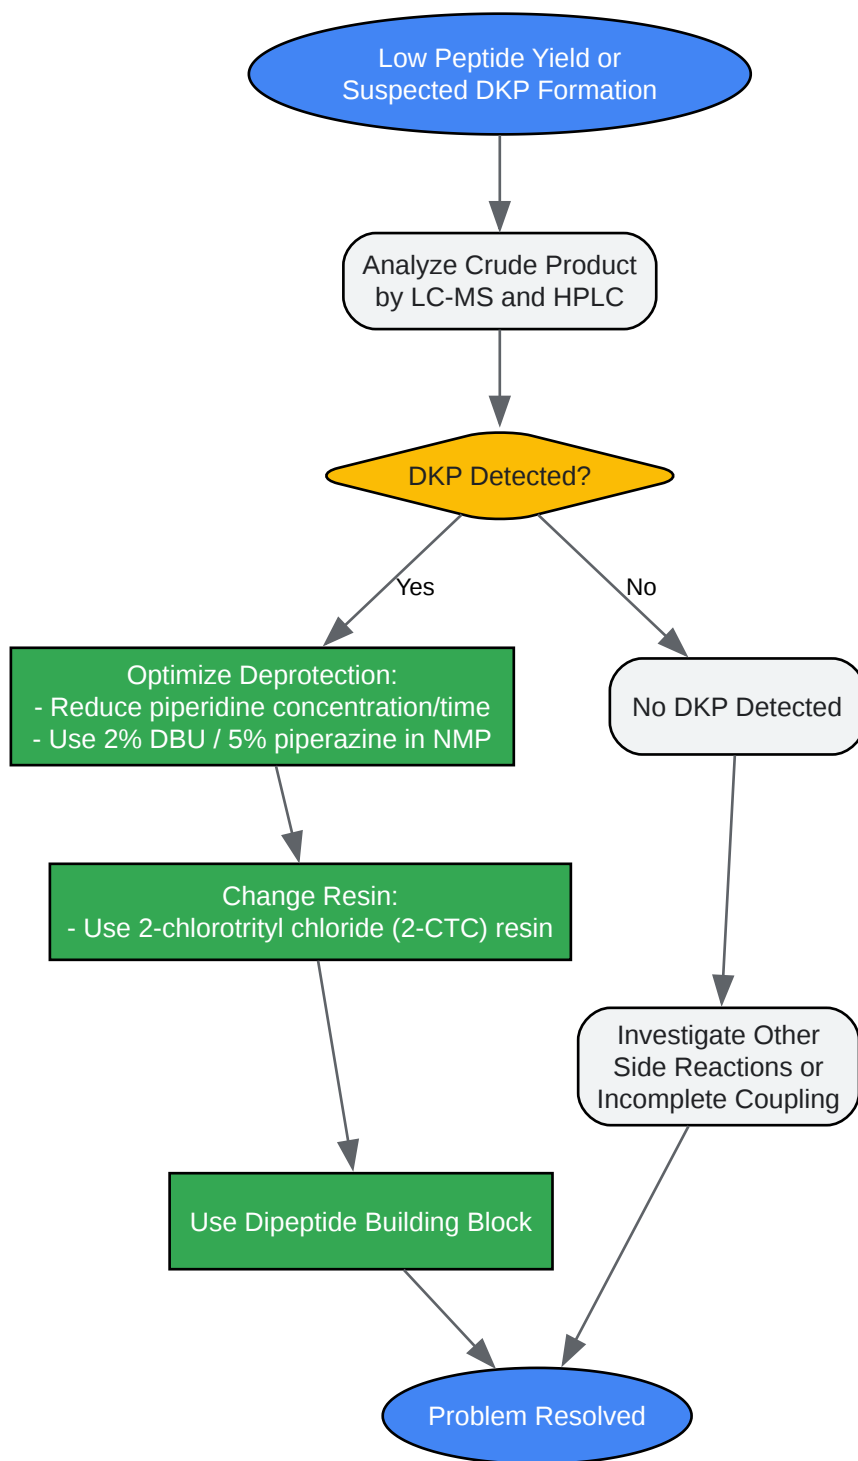 Low Peptide Yield or
Suspected DKP Formation
Analyze Crude Product
by LC-MS and HPLC
DKP Detected?
Yes
No
Optimize Deprotection:
- Reduce piperidine concentration/time
- Use 2% DBU / 5% piperazine in NMP
No DKP Detected
Change Resin:
- Use 2-chlorotrityl chloride (2-CTC) resin
Investigate Other
Side Reactions or
Incomplete Coupling
Use Dipeptide Building Block
Problem Resolved